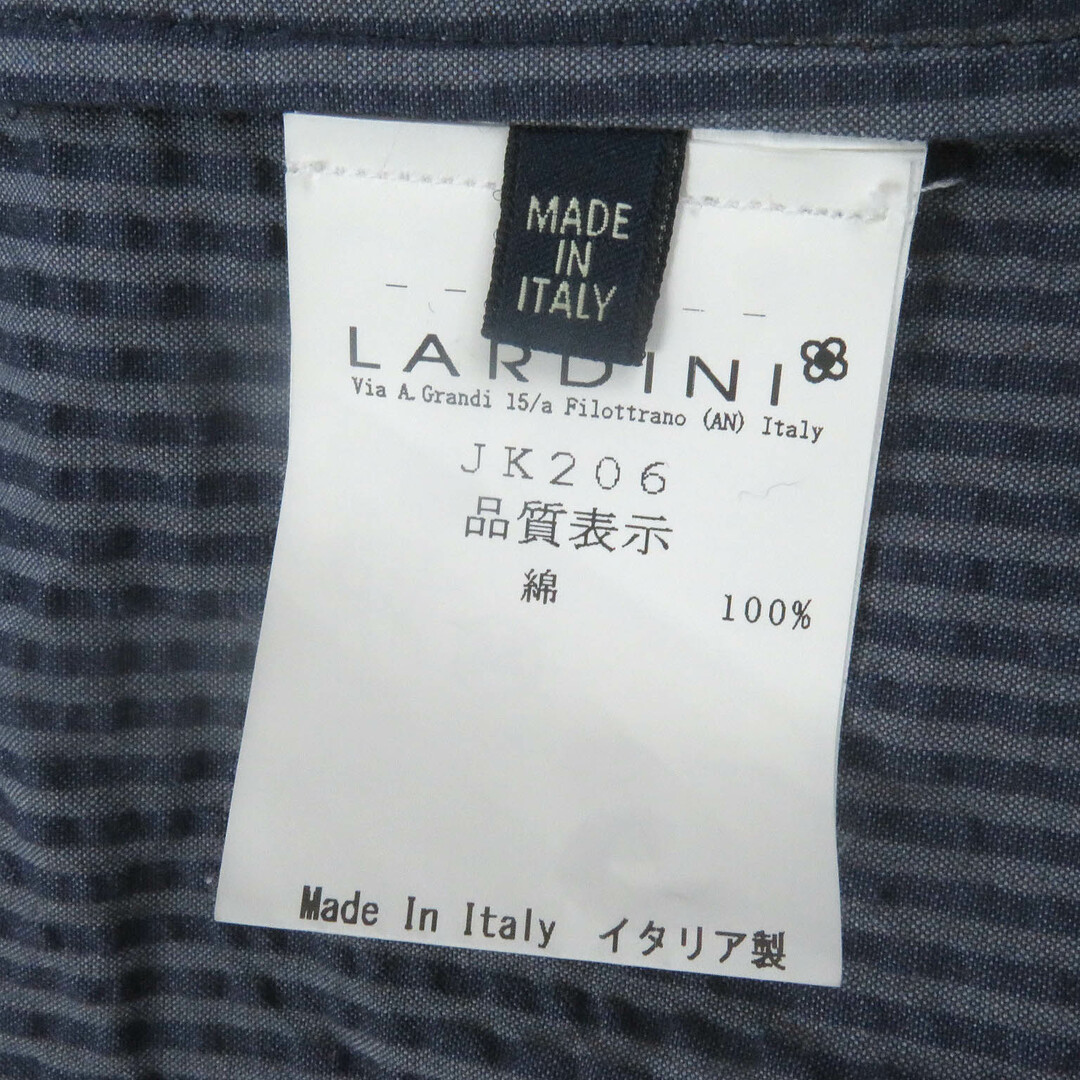 MADE
IN
ITALY
LARDINI
Via A.Grandi 15/a Filottrano (AN) Italy
JK206
品質表示
綿 100%
Made In Italy イタリア製